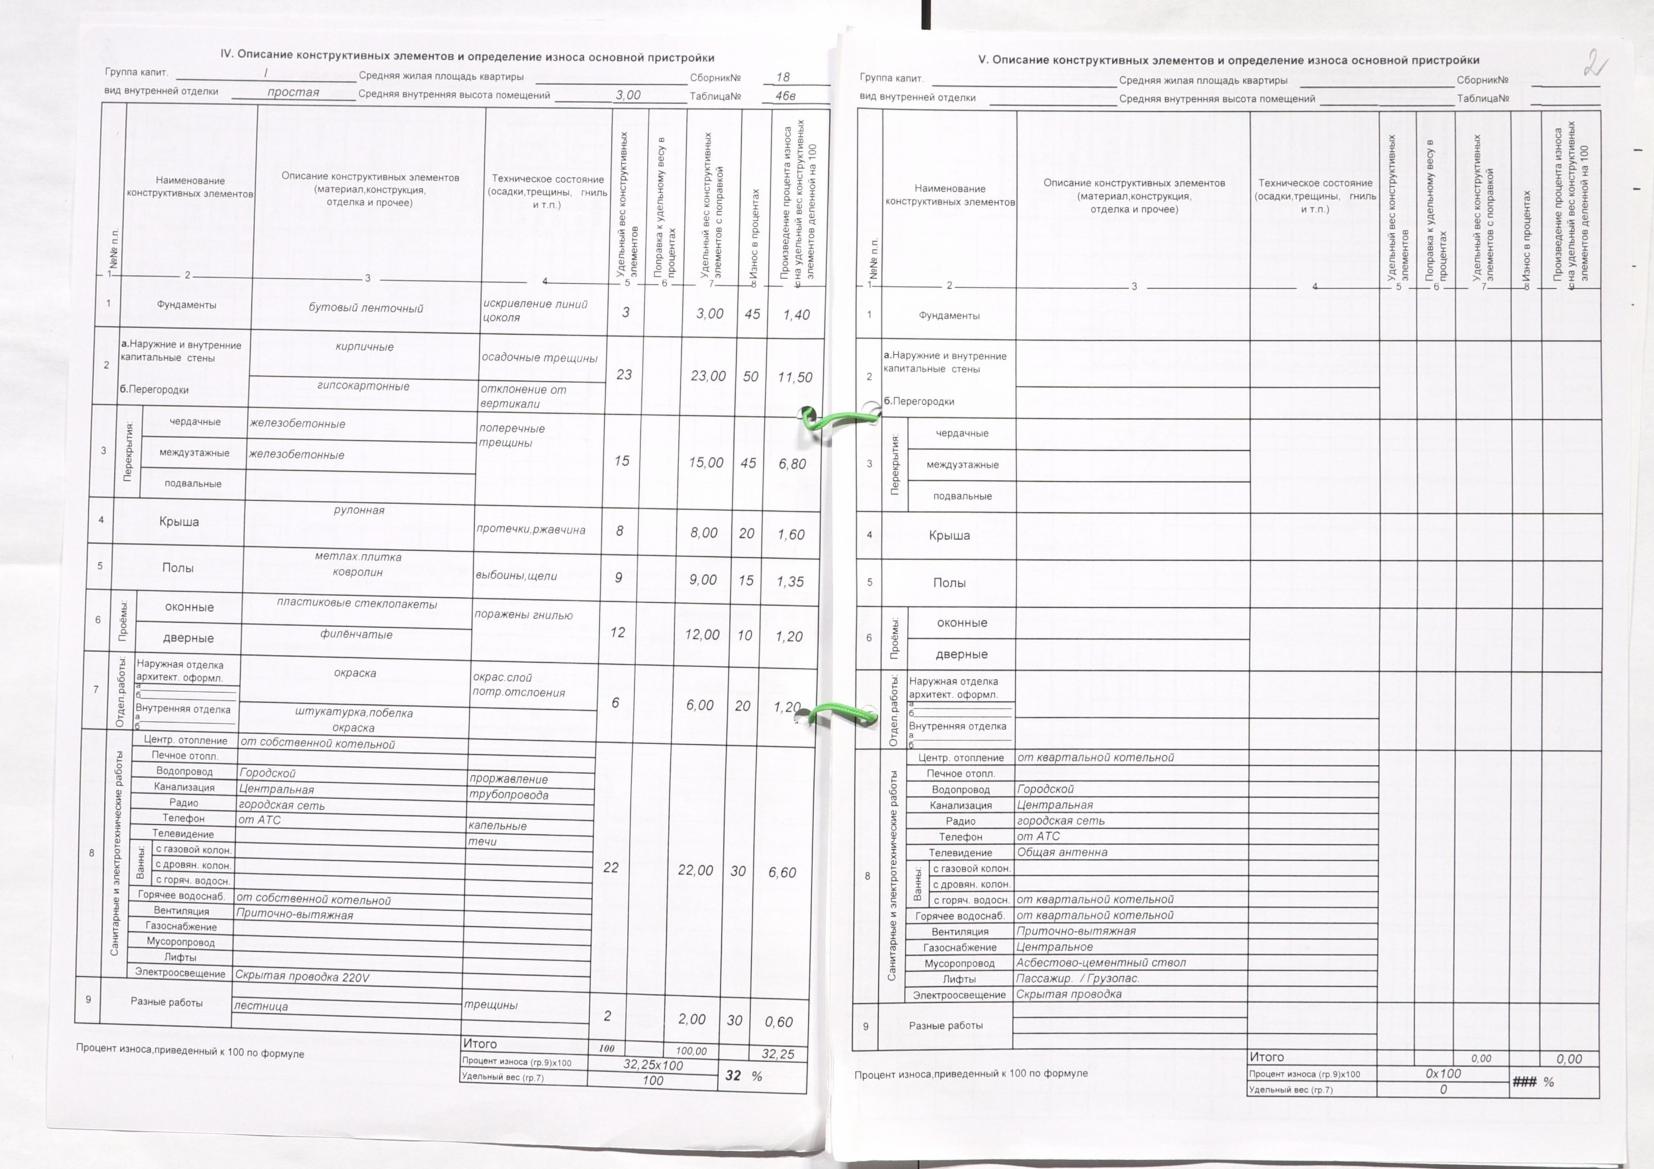 IV. Описание конструктивных элементов и определение износа основной пристройки
Группа капит. I Средняя жилая площадь квартиры Сборник№ 18
вид внутренней отделки простая Средняя внутренняя высота помещений 3,00 Таблица№ 46в
№№ п.п.
Наименование конструктивных элементов
Описание конструктивных элементов (материал,конструкция, отделка и прочее)
Техническое состояние (осадки,трещины, гниль и т.п.)
Удельный вес конструктивных элементов
Поправка к удельному весу в процентах
Удельный вес конструктивных элементов с поправкой
Износ в процентах
Произведение процента износа на удельный вес конструктивных элементов деленной на 100
1 2 3 4 5 6 7 8 9
1 Фундаменты бутовый ленточный искривление линий цоколя 3 3,00 45 1,40
2 а.Наружние и внутренние капитальные стены кирпичные осадочные трещины 23 23,00 50 11,50
б.Перегородки гипсокартонные отклонение от вертикали
3 Перекрытия: чердачные железобетонные поперечные трещины 15 15,00 45 6,80
междуэтажные железобетонные
подвальные
4 Крыша рулонная протечки,ржавчина 8 8,00 20 1,60
5 Полы метлах.плитка ковролин выбоины,щели 9 9,00 15 1,35
6 Проёмы: оконные пластиковые стеклопакеты поражены гнилью 12 12,00 10 1,20
дверные филёнчатые
7 Отдел.работы: Наружная отделка архитект. оформл. окраска окрас.слой потр.отслоения 6 6,00 20 1,20
а
б
Внутренняя отделка штукатурка,побелка окраска
а
б
8 Санитарные и электротехнические работы 22 22,00 30 6,60
Центр. отопление от собственной котельной
Печное отопл.
Водопровод Городской проржавление
Канализация Центральная трубопровода
Радио городская сеть
Телефон от АТС капельные
Телевидение течи
Ванны: с газовой колон.
с дровян. колон.
с горяч. водосн.
Горячее водоснаб. от собственной котельной
Вентиляция Приточно-вытяжная
Газоснабжение
Мусоропровод
Лифты
Электроосвещение Скрытая проводка 220V
9 Разные работы лестница трещины 2 2,00 30 0,60
Итого 100 100,00 32,25
Процент износа,приведенный к 100 по формуле
Процент износа (гр.9)х100 32,25х100
Удельный вес (гр.7) 100
32 %
2
V. Описание конструктивных элементов и определение износа основной пристройки
Группа капит. Средняя жилая площадь квартиры Сборник№
вид внутренней отделки Средняя внутренняя высота помещений Таблица№
№№ п.п.
Наименование конструктивных элементов
Описание конструктивных элементов (материал,конструкция, отделка и прочее)
Техническое состояние (осадки,трещины, гниль и т.п.)
Удельный вес конструктивных элементов
Поправка к удельному весу в процентах
Удельный вес конструктивных элементов с поправкой
Износ в процентах
Произведение процента износа на удельный вес конструктивных элементов деленной на 100
1 2 3 4 5 6 7 8 9
1 Фундаменты
2 а.Наружние и внутренние капитальные стены
б.Перегородки
3 Перекрытия: чердачные
междуэтажные
подвальные
4 Крыша
5 Полы
6 Проёмы: оконные
дверные
7 Отдел.работы: Наружная отделка архитект. оформл.
а
б
Внутренняя отделка
а
б
8 Санитарные и электротехнические работы
Центр. отопление от квартальной котельной
Печное отопл.
Водопровод Городской
Канализация Центральная
Радио городская сеть
Телефон от АТС
Телевидение Общая антенна
Ванны: с газовой колон.
с дровян. колон.
с горяч. водосн. от квартальной котельной
Горячее водоснаб. от квартальной котельной
Вентиляция Приточно-вытяжная
Газоснабжение Центральное
Мусоропровод Асбестово-цементный ствол
Лифты Пассажир. / Грузопас.
Электроосвещение Скрытая проводка
9 Разные работы
Итого 0,00 0,00
Процент износа,приведенный к 100 по формуле
Процент износа (гр.9)х100 0х100
Удельный вес (гр.7) 0
### %